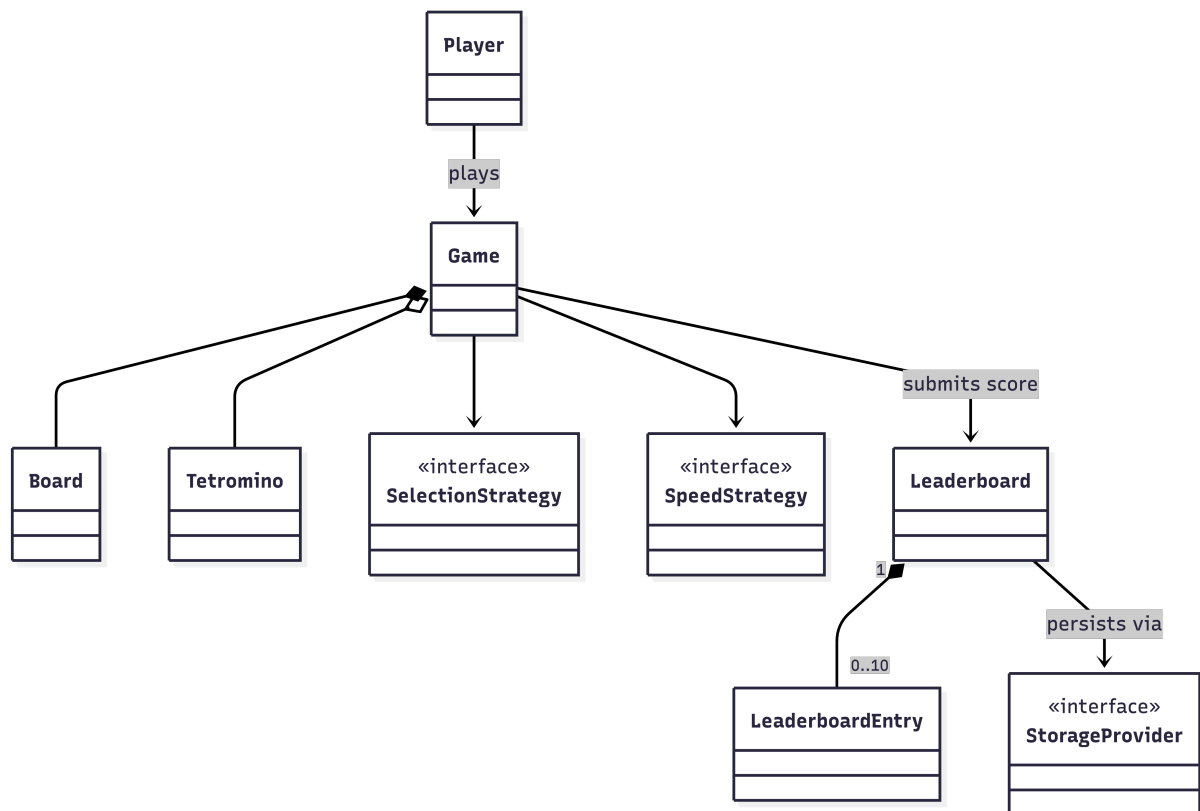 Player
plays
Game
submits score
Board
Tetromino
«interface»
SelectionStrategy
«interface»
SpeedStrategy
Leaderboard
1
persists via
0..10
LeaderboardEntry
«interface»
StorageProvider